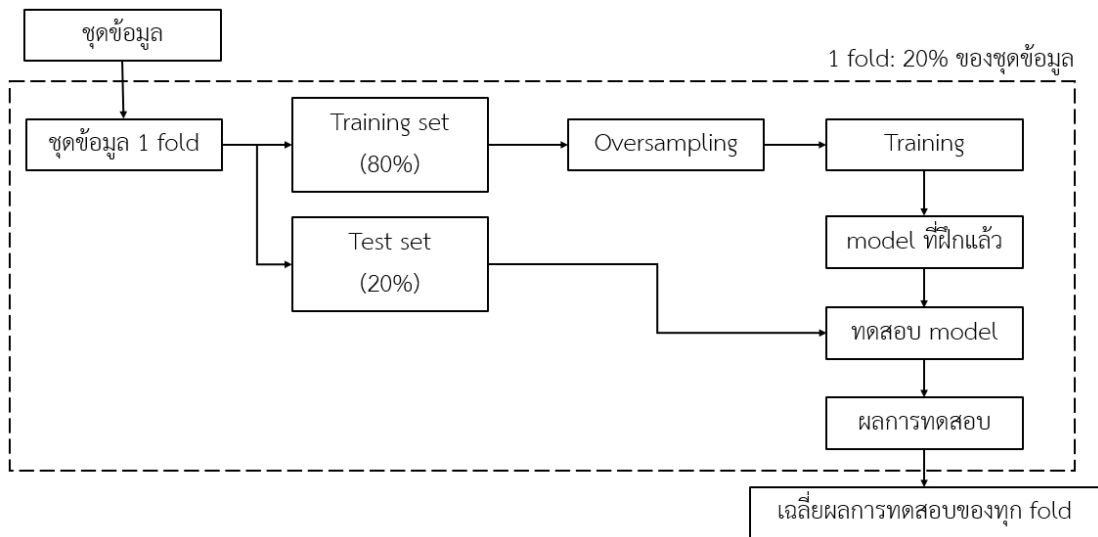 ชุดข้อมูล
1 fold: 20% ของชุดข้อมูล
ชุดข้อมูล 1 fold
Training set
(80%)
Oversampling
Training
Test set
(20%)
model ที่ฝึกแล้ว
ทดสอบ model
ผลการทดสอบ
เฉลี่ยผลการทดสอบของทุก fold